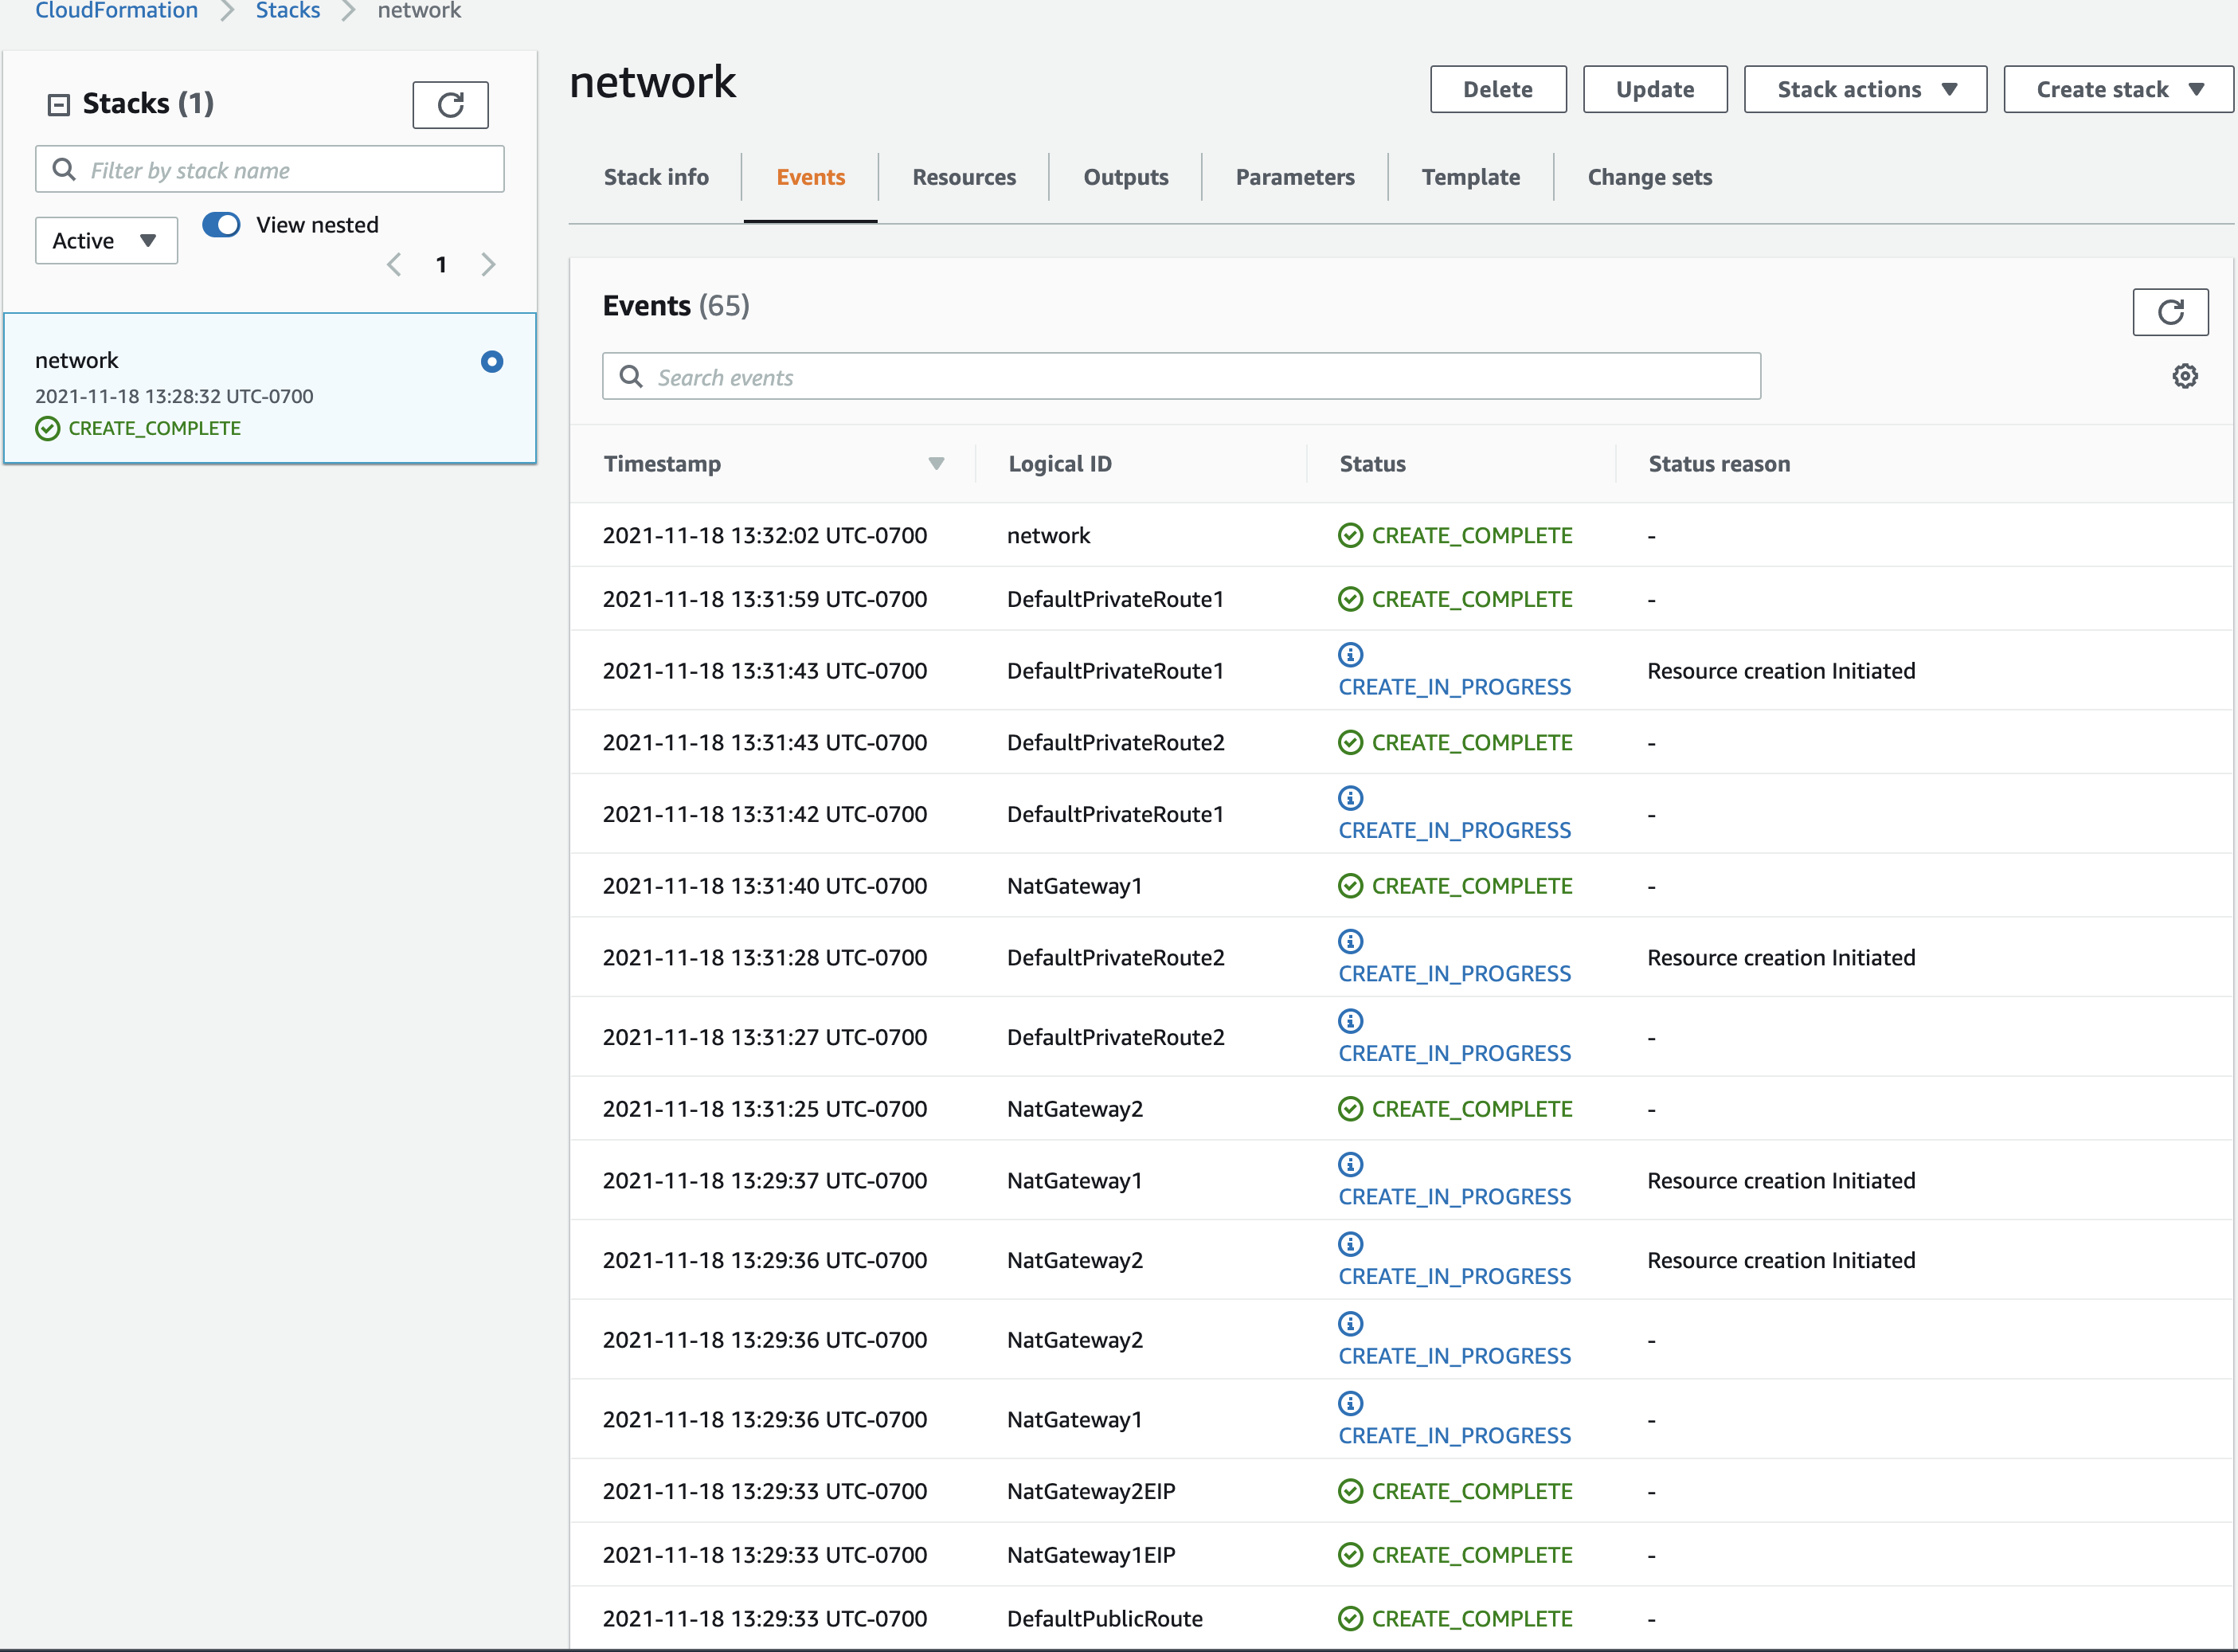 CloudFormation > Stacks > network
Stacks (1)
Filter by stack name
Active View nested
1
network
2021-11-18 13:28:32 UTC-0700
CREATE_COMPLETE
network
Delete Update Stack actions Create stack
Stack info Events Resources Outputs Parameters Template Change sets
Events (65)
Search events
Timestamp Logical ID Status Status reason
2021-11-18 13:32:02 UTC-0700 network CREATE_COMPLETE -
2021-11-18 13:31:59 UTC-0700 DefaultPrivateRoute1 CREATE_COMPLETE -
2021-11-18 13:31:43 UTC-0700 DefaultPrivateRoute1 CREATE_IN_PROGRESS Resource creation Initiated
2021-11-18 13:31:43 UTC-0700 DefaultPrivateRoute2 CREATE_COMPLETE -
2021-11-18 13:31:42 UTC-0700 DefaultPrivateRoute1 CREATE_IN_PROGRESS -
2021-11-18 13:31:40 UTC-0700 NatGateway1 CREATE_COMPLETE -
2021-11-18 13:31:28 UTC-0700 DefaultPrivateRoute2 CREATE_IN_PROGRESS Resource creation Initiated
2021-11-18 13:31:27 UTC-0700 DefaultPrivateRoute2 CREATE_IN_PROGRESS -
2021-11-18 13:31:25 UTC-0700 NatGateway2 CREATE_COMPLETE -
2021-11-18 13:29:37 UTC-0700 NatGateway1 CREATE_IN_PROGRESS Resource creation Initiated
2021-11-18 13:29:36 UTC-0700 NatGateway2 CREATE_IN_PROGRESS Resource creation Initiated
2021-11-18 13:29:36 UTC-0700 NatGateway2 CREATE_IN_PROGRESS -
2021-11-18 13:29:36 UTC-0700 NatGateway1 CREATE_IN_PROGRESS -
2021-11-18 13:29:33 UTC-0700 NatGateway2EIP CREATE_COMPLETE -
2021-11-18 13:29:33 UTC-0700 NatGateway1EIP CREATE_COMPLETE -
2021-11-18 13:29:33 UTC-0700 DefaultPublicRoute CREATE_COMPLETE -